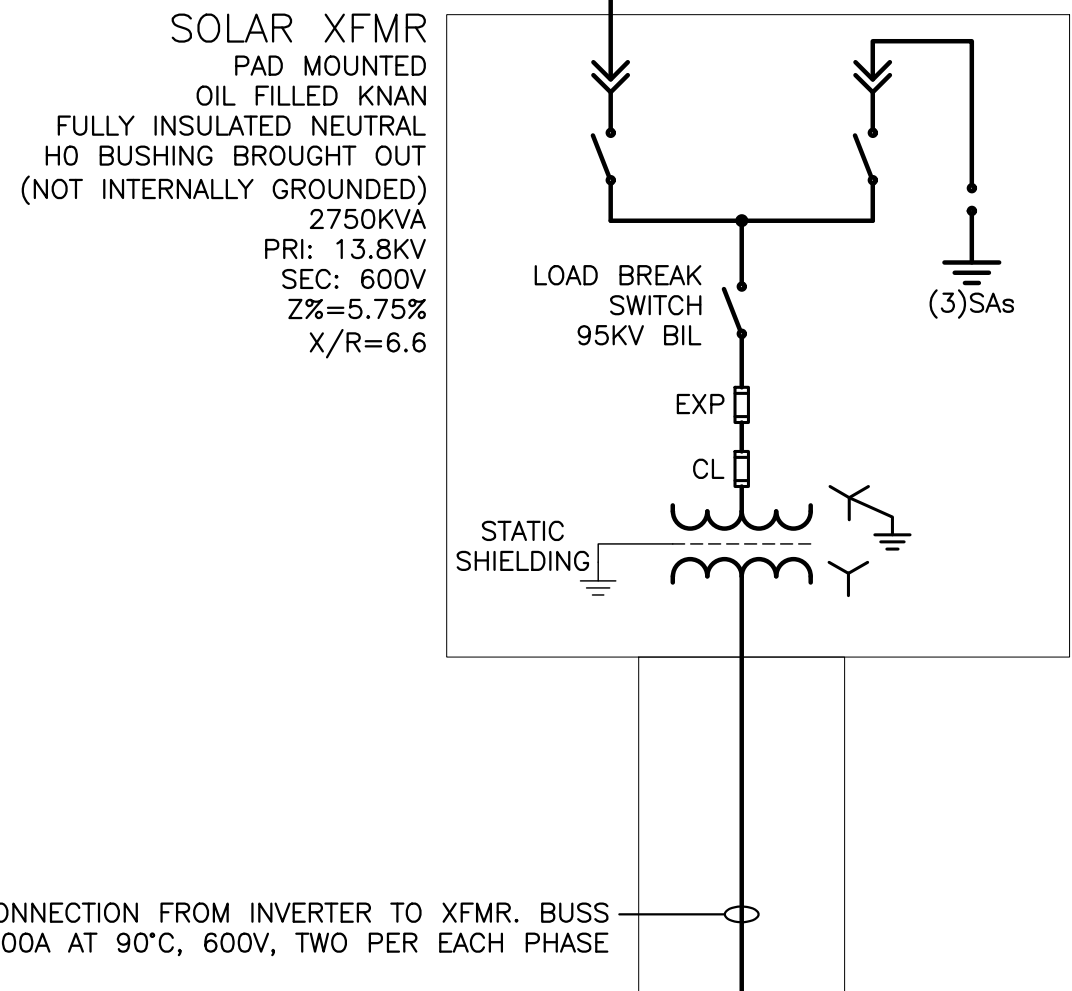 SOLAR XFMR
PAD MOUNTED
OIL FILLED KNAN
FULLY INSULATED NEUTRAL
H0 BUSHING BROUGHT OUT
(NOT INTERNALLY GROUNDED)
2750KVA
PRI: 13.8KV
SEC: 600V
Z%=5.75%
X/R=6.6
LOAD BREAK
SWITCH
95KV BIL
(3)SAs
EXP
CL
STATIC
SHIELDING
FROM INVERTER TO XFMR. BUSS
AT 90°C, 600V, TWO PER EACH PHASE